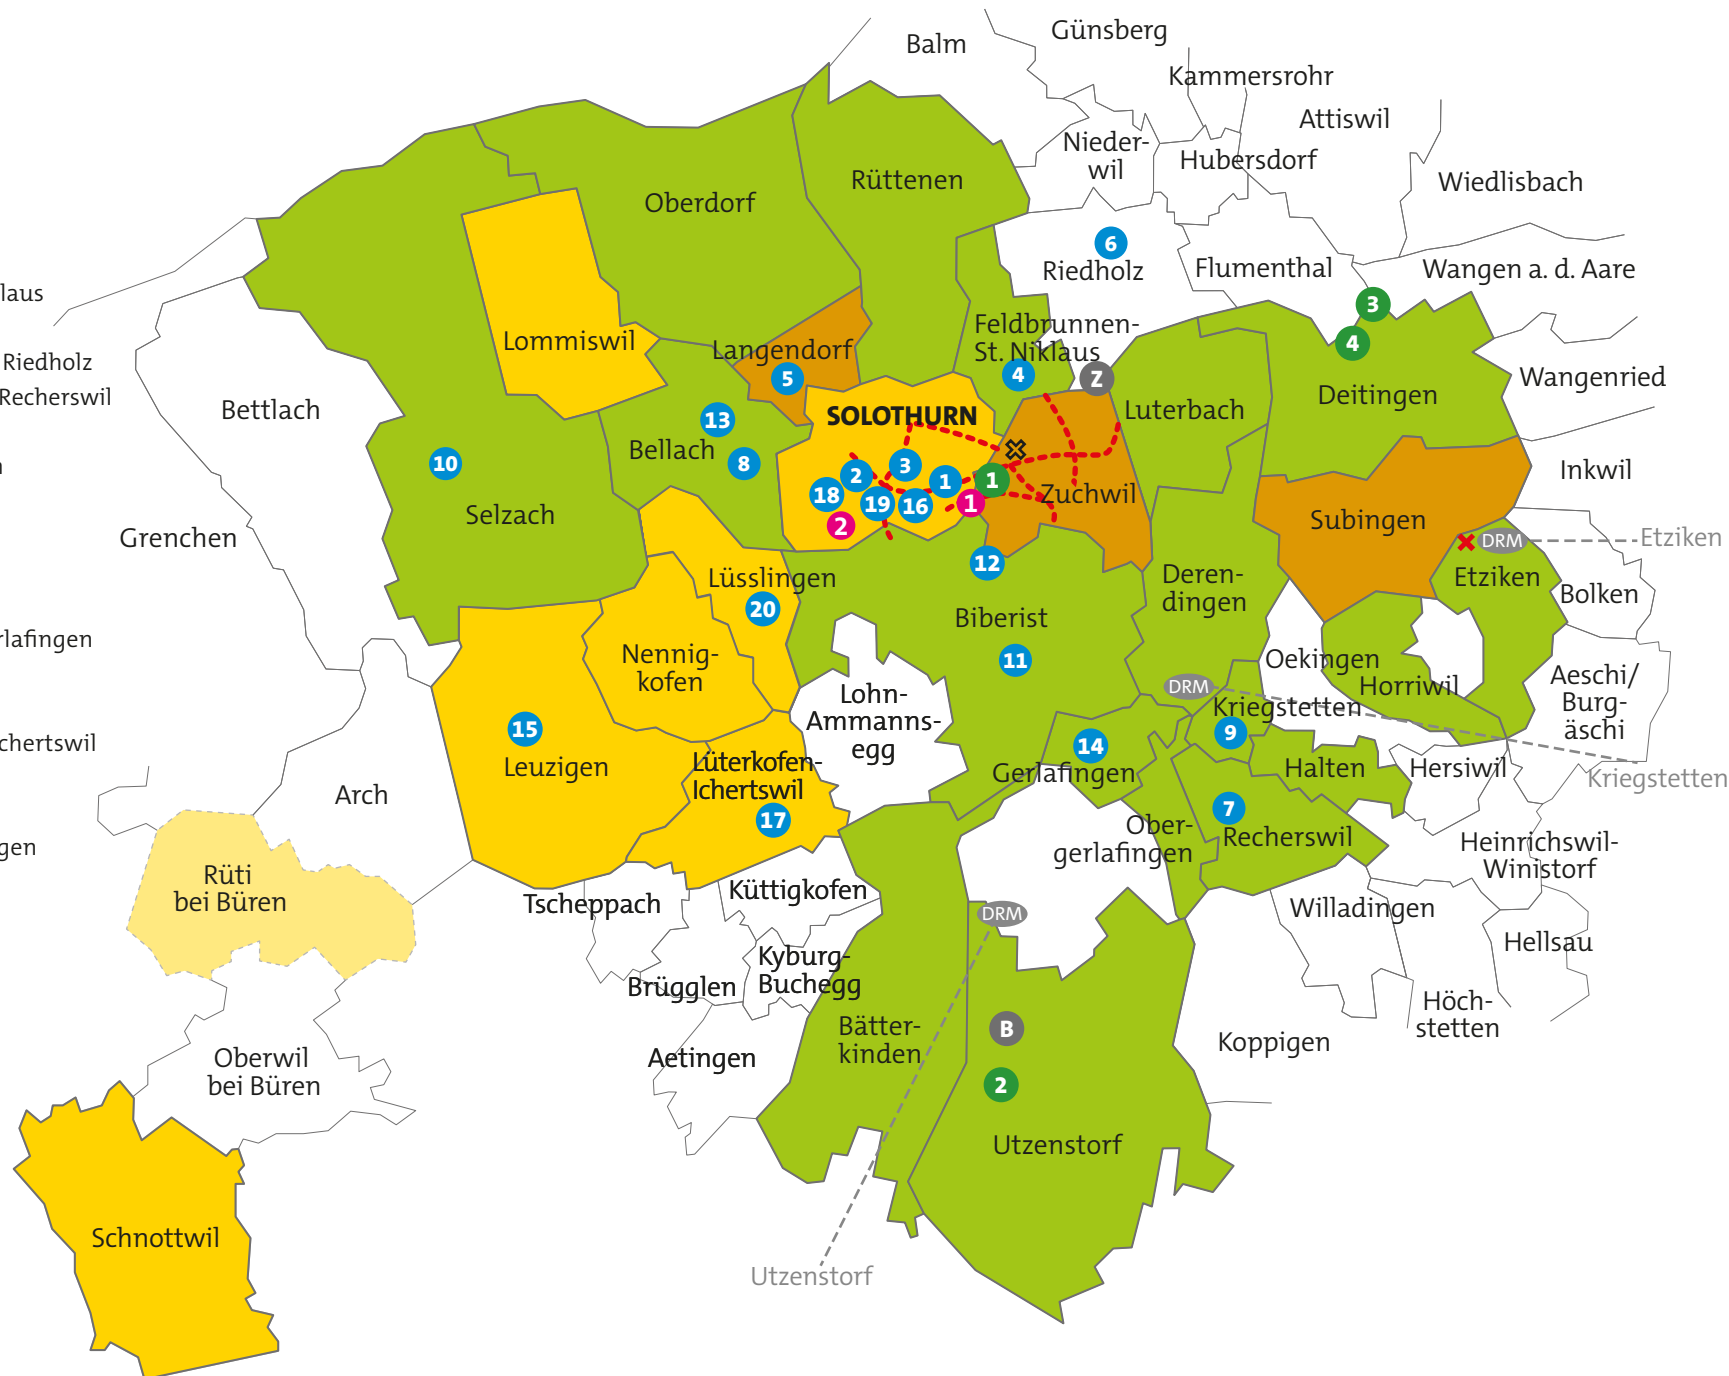 Balm
Günsberg
Kammersrohr
Attiswil
Nieder-
wil
Hubersdorf
Wiedlisbach
Rüttenen
Oberdorf
6
Riedholz
Flumenthal
Wangen a. d. Aare
laus
3
4
Feldbrunnen-
St. Niklaus
4
Z
Lommiswil
Langendorf
5
Riedholz
Recherswil
Wangenried
Deitingen
Bettlach
Luterbach
SOLOTHURN
13
Bellach
8
10
3
2
1
1
18
19
16
1
2
Zuchwil
Inkwil
Selzach
Subingen
Grenchen
DRM
Etziken
12
Lüsslingen
20
Deren-
dingen
Etziken
Bolken
Biberist
11
rlafingen
Nennig-
kofen
Oekingen
Horriwil
DRM
Aeschi/
Burg-
äschi
Lohn-
Ammanns-
egg
Kriegstetten
9
15
chertswil
14
Leuzigen
Lüterkofen-
Ichertswil
Gerlafingen
Halten
Hersiwil
Kriegstetten
Arch
17
7
Ober-
gerlafingen
Recherswil
Heinrichswil-
Winistorf
gen
Rüti
bei Büren
Küttigkofen
Tscheppach
DRM
Willadingen
Hellsau
Kyburg-
Buchegg
Brügglen
Höch-
stetten
B
Bätter-
kinden
Koppigen
Aetingen
Oberwil
bei Büren
2
Utzenstorf
Schnottwil
Utzenstorf